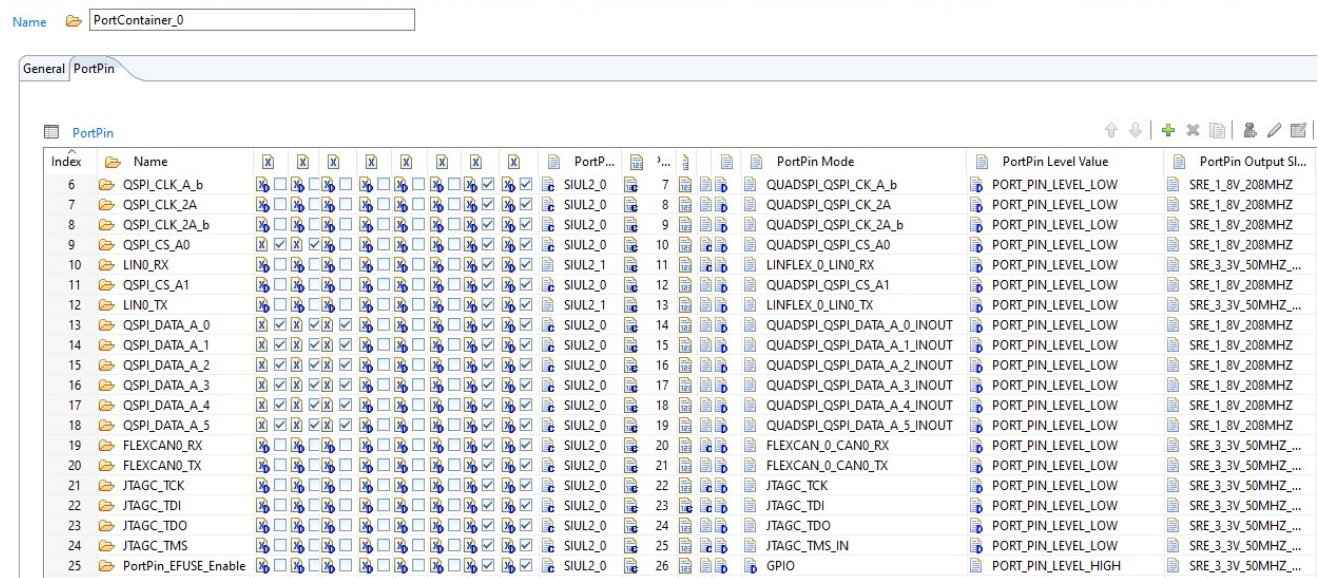 Name PortContainer_0
General PortPin
PortPin
Index Name PortP... PortPin Mode PortPin Level Value PortPin Output Sl...
6 QSPI_CLK_A_b SIUL2_0 7 QUADSPI_QSPI_CK_A_b PORT_PIN_LEVEL_LOW SRE_1_8V_208MHZ
7 QSPI_CLK_2A SIUL2_0 8 QUADSPI_QSPI_CK_2A PORT_PIN_LEVEL_LOW SRE_1_8V_208MHZ
8 QSPI_CLK_2A_b SIUL2_0 9 QUADSPI_QSPI_CK_2A_b PORT_PIN_LEVEL_LOW SRE_1_8V_208MHZ
9 QSPI_CS_A0 SIUL2_0 10 QUADSPI_QSPI_CS_A0 PORT_PIN_LEVEL_LOW SRE_1_8V_208MHZ
10 LIN0_RX SIUL2_1 11 LINFLEX_0_LIN0_RX PORT_PIN_LEVEL_LOW SRE_3_3V_50MHZ_...
11 QSPI_CS_A1 SIUL2_0 12 QUADSPI_QSPI_CS_A1 PORT_PIN_LEVEL_LOW SRE_1_8V_208MHZ
12 LIN0_TX SIUL2_1 13 LINFLEX_0_LIN0_TX PORT_PIN_LEVEL_LOW SRE_3_3V_50MHZ_...
13 QSPI_DATA_A_0 SIUL2_0 14 QUADSPI_QSPI_DATA_A_0_INOUT PORT_PIN_LEVEL_LOW SRE_1_8V_208MHZ
14 QSPI_DATA_A_1 SIUL2_0 15 QUADSPI_QSPI_DATA_A_1_INOUT PORT_PIN_LEVEL_LOW SRE_1_8V_208MHZ
15 QSPI_DATA_A_2 SIUL2_0 16 QUADSPI_QSPI_DATA_A_2_INOUT PORT_PIN_LEVEL_LOW SRE_1_8V_208MHZ
16 QSPI_DATA_A_3 SIUL2_0 17 QUADSPI_QSPI_DATA_A_3_INOUT PORT_PIN_LEVEL_LOW SRE_1_8V_208MHZ
17 QSPI_DATA_A_4 SIUL2_0 18 QUADSPI_QSPI_DATA_A_4_INOUT PORT_PIN_LEVEL_LOW SRE_1_8V_208MHZ
18 QSPI_DATA_A_5 SIUL2_0 19 QUADSPI_QSPI_DATA_A_5_INOUT PORT_PIN_LEVEL_LOW SRE_1_8V_208MHZ
19 FLEXCAN0_RX SIUL2_0 20 FLEXCAN_0_CAN0_RX PORT_PIN_LEVEL_LOW SRE_3_3V_50MHZ_...
20 FLEXCAN0_TX SIUL2_0 21 FLEXCAN_0_CAN0_TX PORT_PIN_LEVEL_LOW SRE_3_3V_50MHZ_...
21 JTAGC_TCK SIUL2_0 22 JTAGC_TCK PORT_PIN_LEVEL_LOW SRE_3_3V_50MHZ_...
22 JTAGC_TDI SIUL2_0 23 JTAGC_TDI PORT_PIN_LEVEL_LOW SRE_3_3V_50MHZ_...
23 JTAGC_TDO SIUL2_0 24 JTAGC_TDO PORT_PIN_LEVEL_LOW SRE_3_3V_50MHZ_...
24 JTAGC_TMS SIUL2_0 25 JTAGC_TMS_IN PORT_PIN_LEVEL_LOW SRE_3_3V_50MHZ_...
25 PortPin_EFUSE_Enable SIUL2_0 26 GPIO PORT_PIN_LEVEL_HIGH SRE_3_3V_50MHZ_...